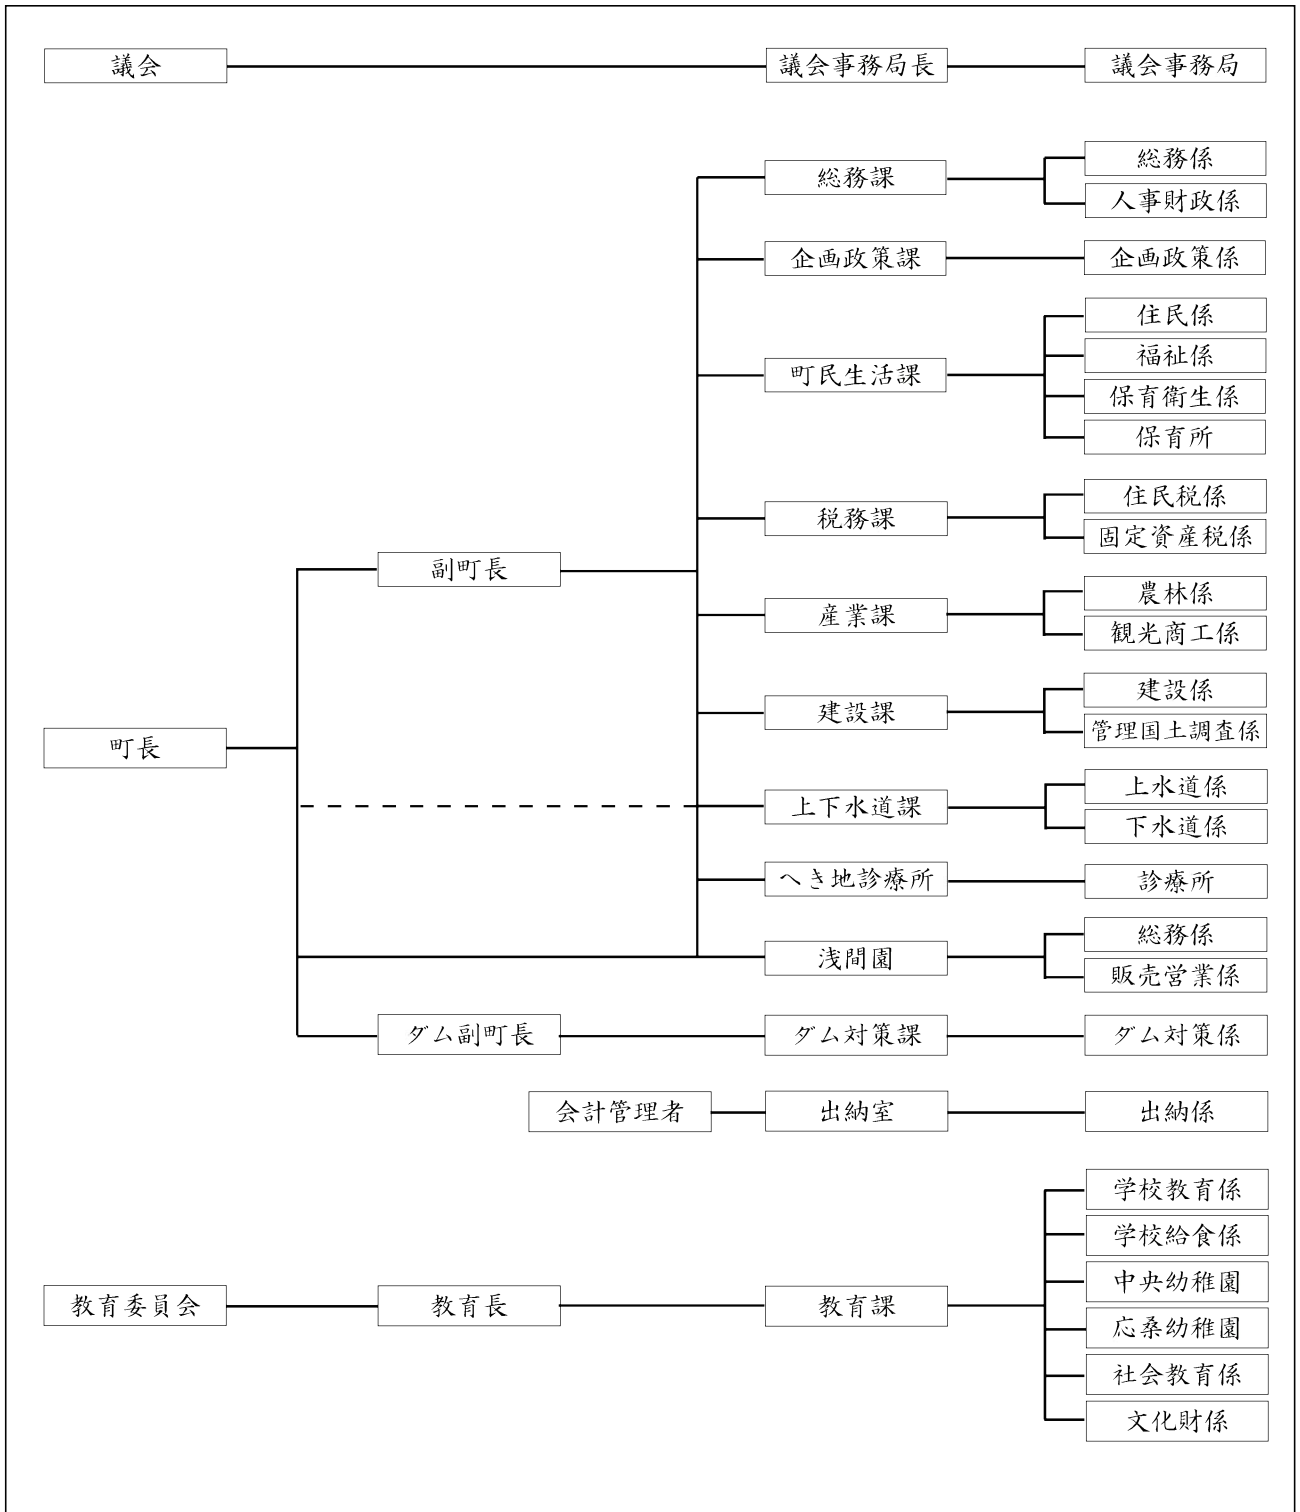 議会
議会事務局長
議会事務局
総務課
総務係
人事財政係
企画政策課
企画政策係
町民生活課
住民係
福祉係
保育衛生係
保育所
税務課
住民税係
固定資産税係
副町長
産業課
農林係
観光商工係
町長
建設課
建設係
管理国土調査係
上下水道課
上水道係
下水道係
へき地診療所
診療所
浅間園
総務係
販売営業係
ダム副町長
ダム対策課
ダム対策係
会計管理者
出納室
出納係
教育委員会
教育長
教育課
学校教育係
学校給食係
中央幼稚園
応桑幼稚園
社会教育係
文化財係